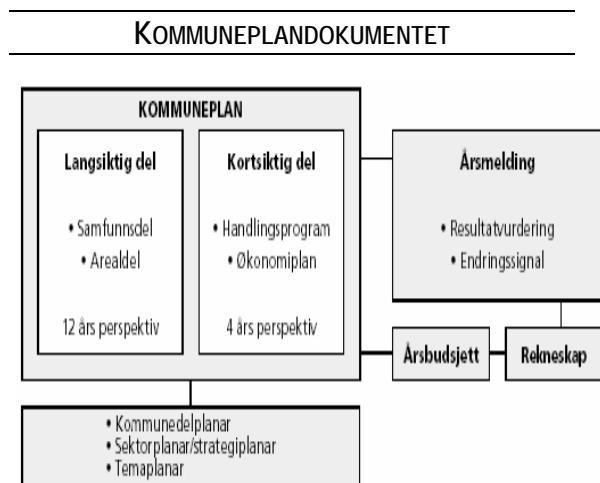 KOMMUNEPLANDOKUMENTET
KOMMUNEPLAN
Langsiktig del
• Samfunnsdel
• Arealdel
12 års perspektiv
Kortsiktig del
• Handlingsprogram
• Økonomiplan
4 års perspektiv
Årsmelding
• Resultatvurdering
• Endringssignal
Årsbudsjett
Rekneskap
• Kommunedelplanar
• Sektorplanar/strategiplanar
• Temaplanar